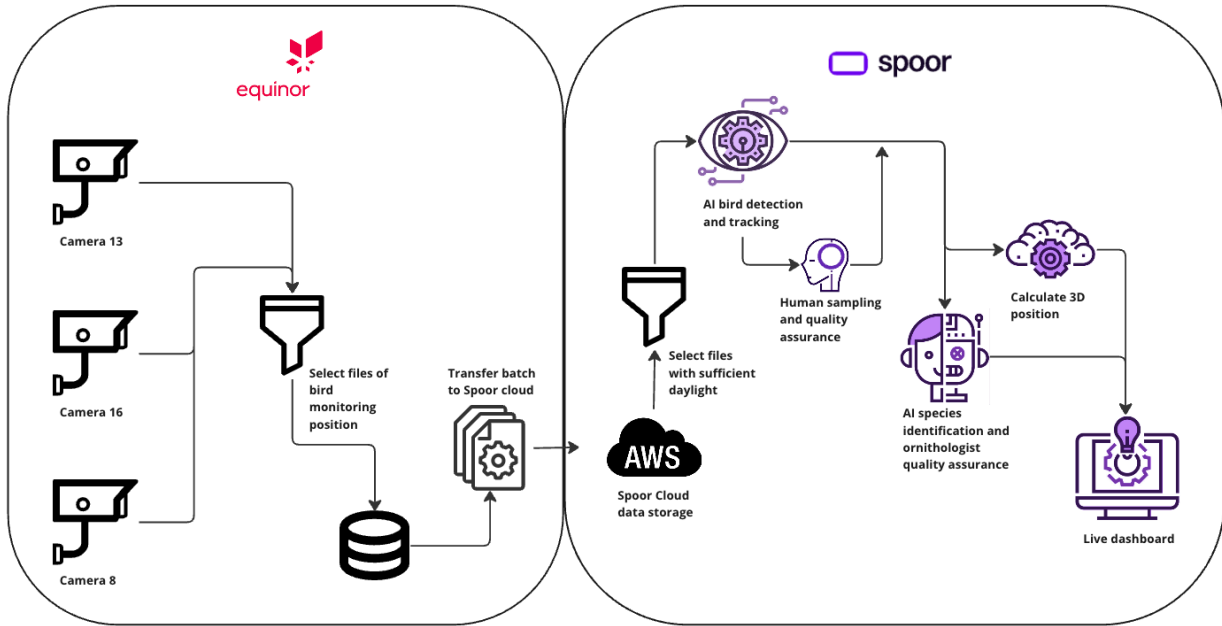 equinor
Camera 13
Camera 16
Camera 8
Select files of
bird
monitoring
position
Transfer batch
to Spoor cloud
spoor
AWS
Spoor Cloud
data storage
Select files
with sufficient
daylight
AI bird detection
and tracking
Human sampling
and quality
assurance
Calculate 3D
position
AI species
identification and
ornithologist
quality assurance
Live dashboard